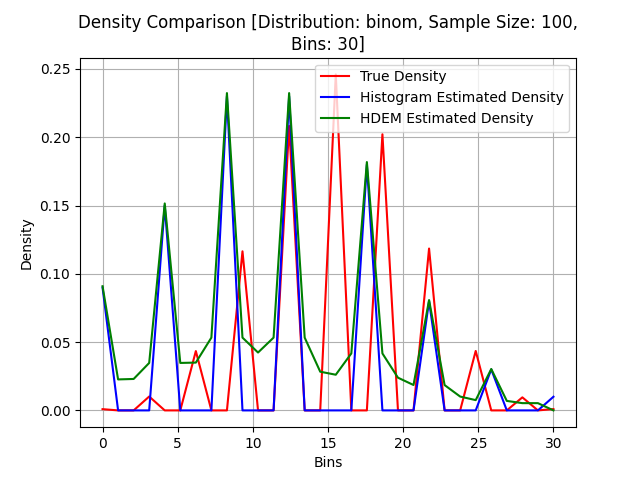 Density Comparison [Distribution: binom, Sample Size: 100,
Bins: 30]
True Density
Histogram Estimated Density
HDEM Estimated Density
Density
0.25
0.20
0.15
0.10
0.05
0.00
0 5 10 15 20 25 30
Bins